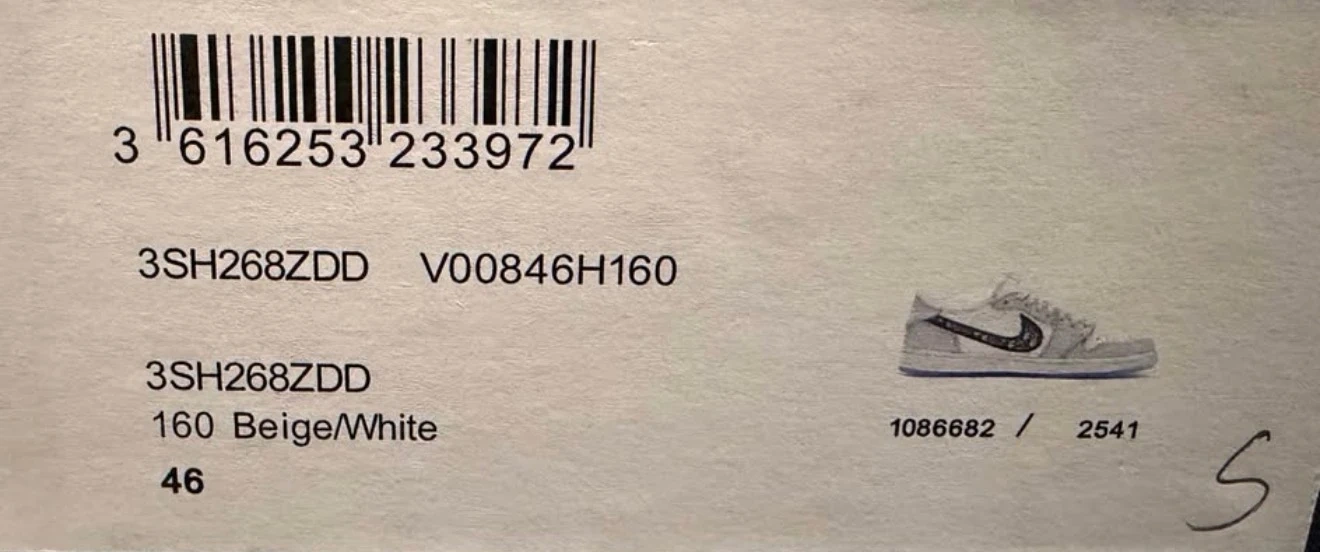 3 616253 233972
3SH268ZDD V00846H160
3SH268ZDD
160 Beige/White
46
1086682 / 2541
S